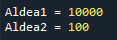 Aldea1 = 10000
Aldea2 = 100